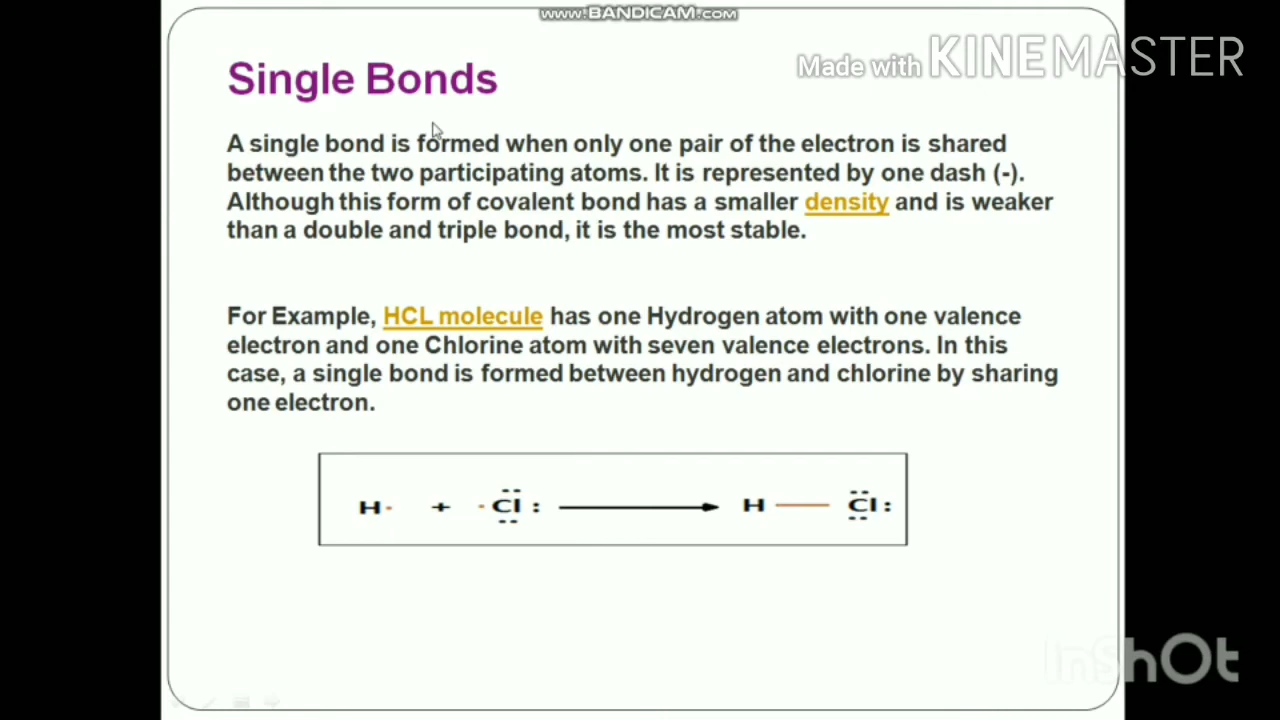 www.BANDICAM.com
Made with KINEMASTER
Single Bonds
A single bond is formed when only one pair of the electron is shared
between the two participating atoms. It is represented by one dash (-).
Although this form of covalent bond has a smaller density and is weaker
than a double and triple bond, it is the most stable.
For Example, HCL molecule has one Hydrogen atom with one valence
electron and one Chlorine atom with seven valence electrons. In this
case, a single bond is formed between hydrogen and chlorine by sharing
one electron.
H· + ·Cl: H — Cl:
InShOt